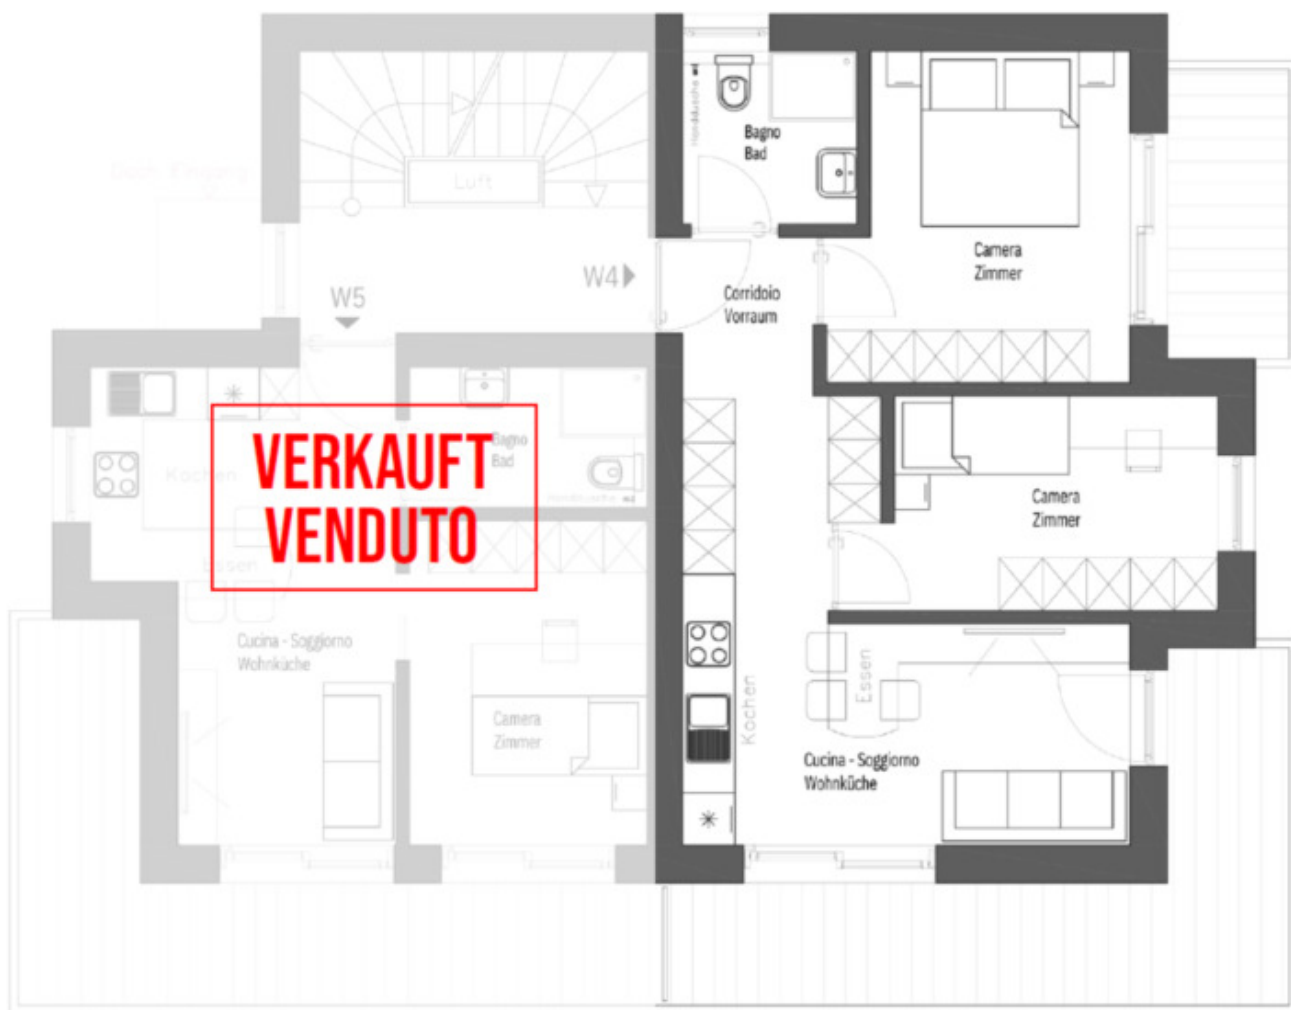 Bagno
Bad
Luft
Camera
Zimmer
W4
Corridoio
Vorraum
W5
VERKAUFT
VENDUTO
Bagno
Bad
Kochen
Camera
Zimmer
Essen
Cucina - Soggiorno
Wohnküche
Essen
Kochen
Camera
Zimmer
Cucina - Soggiorno
Wohnküche